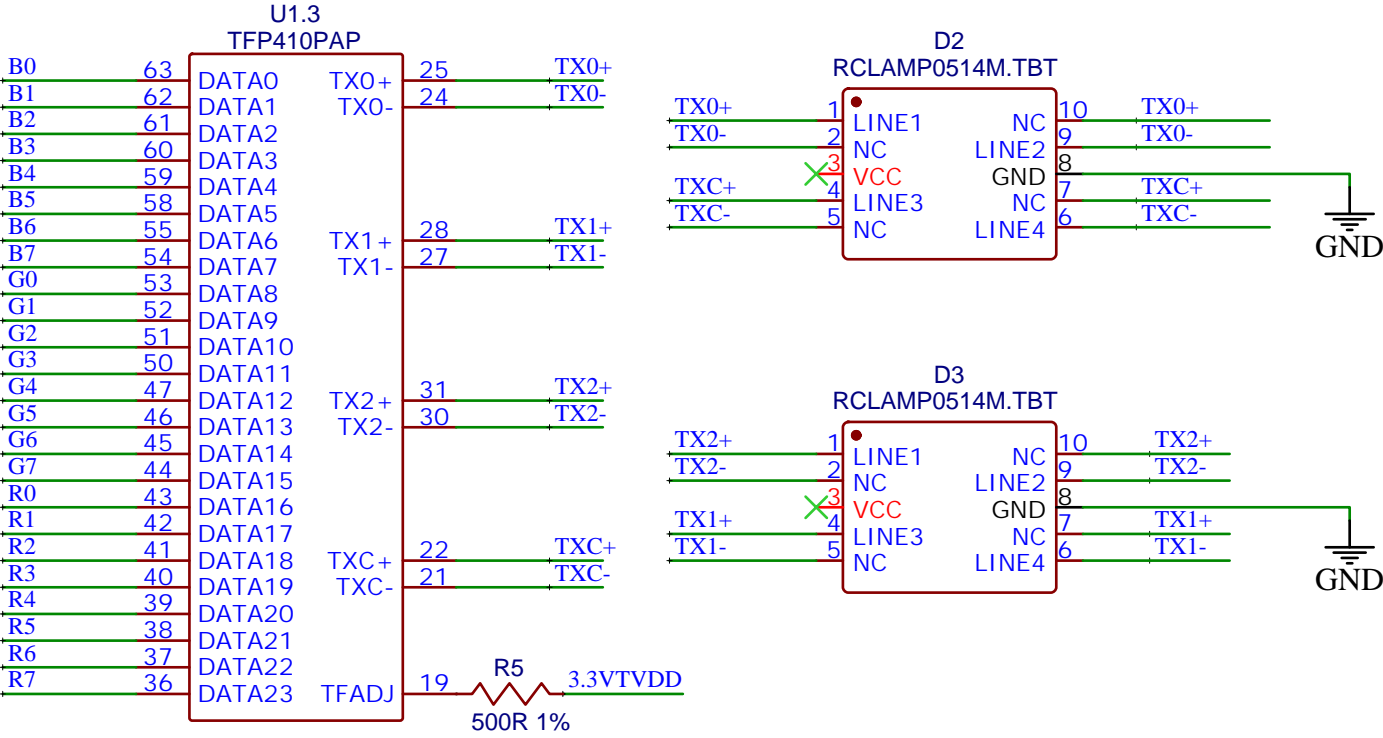 U1.3
TFP410PAP
B0 63 DATA0 TX0+ 25 TX0+
B1 62 DATA1 TX0- 24 TX0-
B2 61 DATA2
B3 60 DATA3
B4 59 DATA4
B5 58 DATA5
B6 55 DATA6 TX1+ 28 TX1+
B7 54 DATA7 TX1- 27 TX1-
G0 53 DATA8
G1 52 DATA9
G2 51 DATA10
G3 50 DATA11
G4 47 DATA12 TX2+ 31 TX2+
G5 46 DATA13 TX2- 30 TX2-
G6 45 DATA14
G7 44 DATA15
R0 43 DATA16
R1 42 DATA17
R2 41 DATA18 TXC+ 22 TXC+
R3 40 DATA19 TXC- 21 TXC-
R4 39 DATA20
R5 38 DATA21
R6 37 DATA22
R7 36 DATA23 TFADJ 19 R5 3.3VTVDD
500R 1%
D2
RCLAMP0514M.TBT
TX0+ 1 LINE1 NC 10 TX0+
TX0- 2 NC LINE2 9 TX0-
3 VCC GND 8
TXC+ 4 LINE3 NC 7 TXC+
TXC- 5 NC LINE4 6 TXC-
GND
D3
RCLAMP0514M.TBT
TX2+ 1 LINE1 NC 10 TX2+
TX2- 2 NC LINE2 9 TX2-
3 VCC GND 8
TX1+ 4 LINE3 NC 7 TX1+
TX1- 5 NC LINE4 6 TX1-
GND